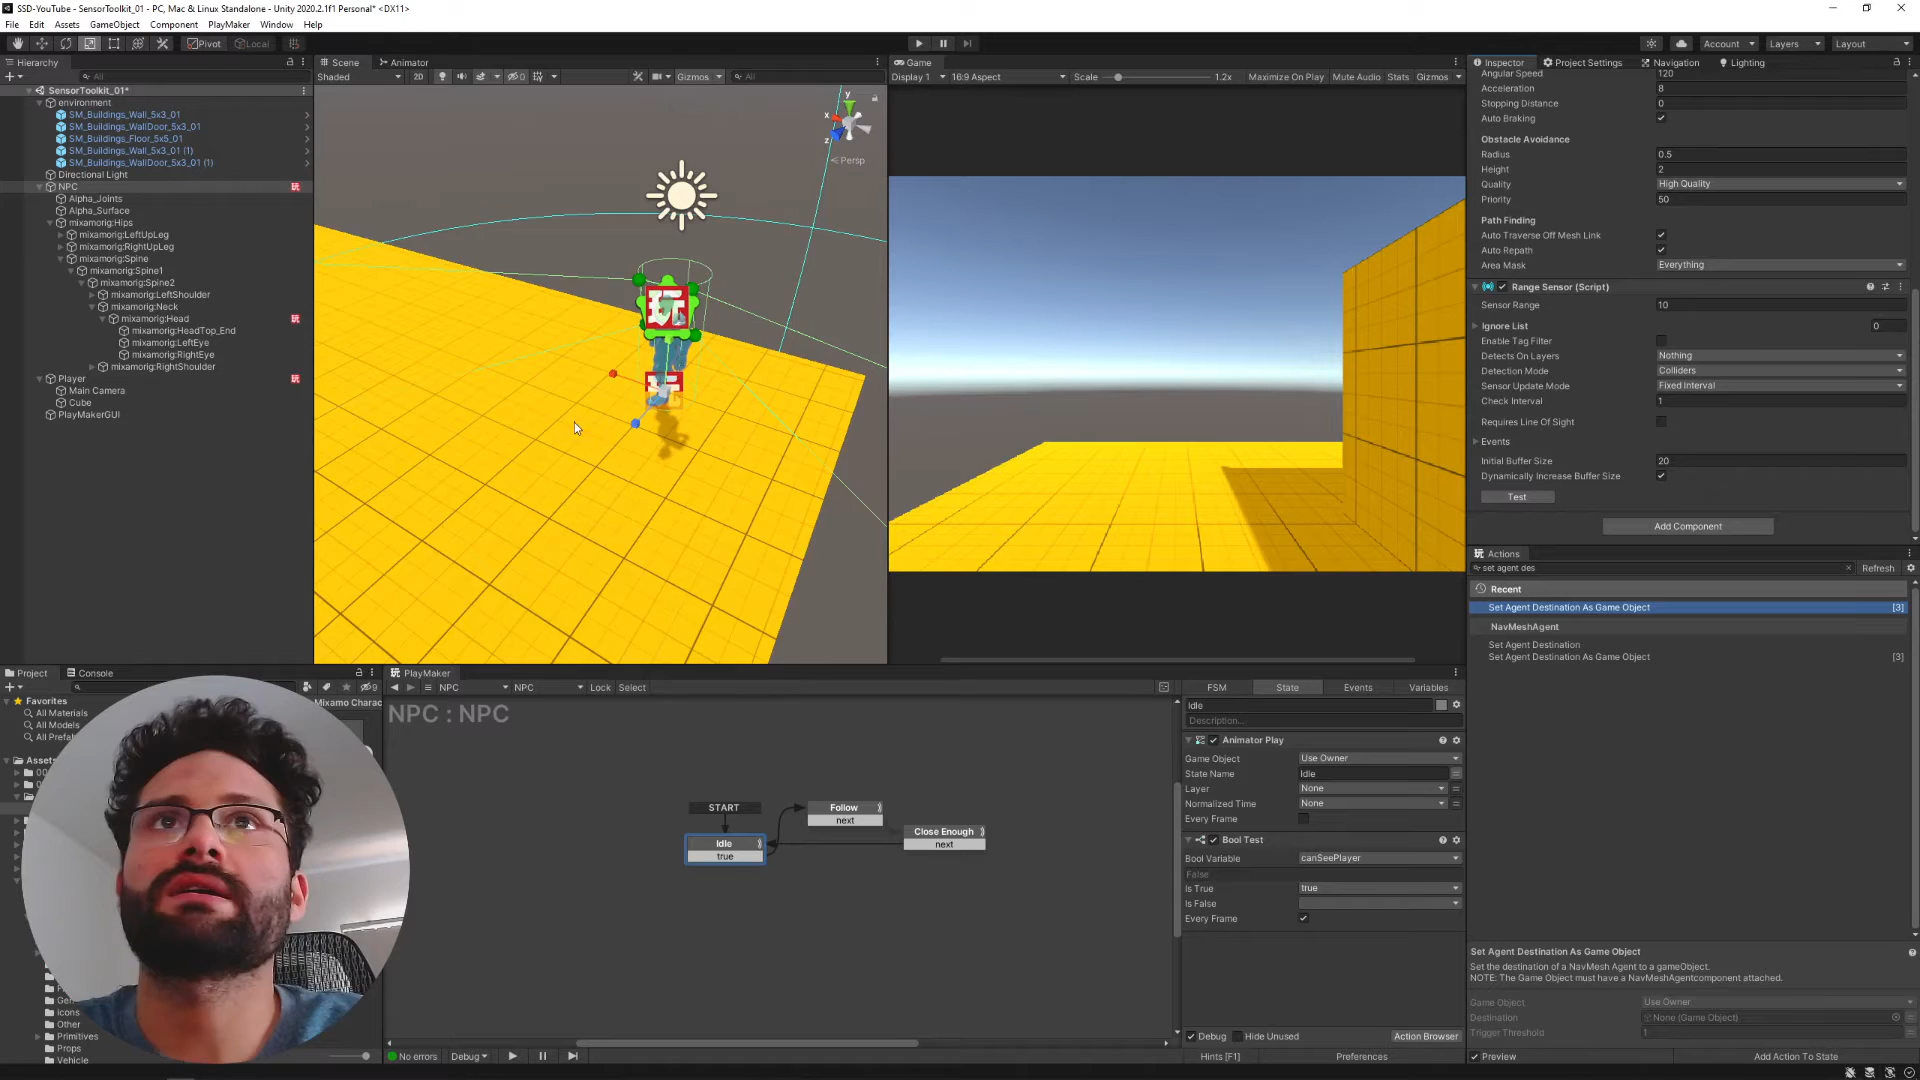 SSD-YouTube - SensorToolkit_01 - PC, Mac & Linux Standalone - Unity 2020.2.1f1 Personal* <DX11>
File Edit Assets GameObject Component PlayMaker Window Help
Pivot Local Account Layers Layout
Hierarchy
All
SensorToolkit_01*
environment
SM_Buildings_Wall_5x3_01
SM_Buildings_WallDoor_5x3_01
SM_Buildings_Floor_5x5_01
SM_Buildings_Wall_5x3_01 (1)
SM_Buildings_WallDoor_5x3_01 (1)
Directional Light
NPC 玩
Alpha_Joints
Alpha_Surface
mixamorig:Hips
mixamorig:LeftUpLeg
mixamorig:RightUpLeg
mixamorig:Spine
mixamorig:Spine1
mixamorig:Spine2
mixamorig:LeftShoulder
mixamorig:Neck
mixamorig:Head 玩
mixamorig:HeadTop_End
mixamorig:LeftEye
mixamorig:RightEye
mixamorig:RightShoulder
Player 玩
Main Camera
Cube
PlayMakerGUI
Scene Animator
Shaded 2D 0 Gizmos All
y
x
z
Persp
玩
玩
Game
Display 1 16:9 Aspect Scale 1.2x Maximize On Play Mute Audio Stats Gizmos
Inspector Project Settings Navigation Lighting
Angular Speed 120
Acceleration 8
Stopping Distance 0
Auto Braking
Obstacle Avoidance
Radius 0.5
Height 2
Quality High Quality
Priority 50
Path Finding
Auto Traverse Off Mesh Link
Auto Repath
Area Mask Everything
Range Sensor (Script)
Sensor Range 10
Ignore List 0
Enable Tag Filter
Detects On Layers Nothing
Detection Mode Colliders
Sensor Update Mode Fixed Interval
Check Interval 1
Requires Line Of Sight
Events
Initial Buffer Size 20
Dynamically Increase Buffer Size
Test
Add Component
玩 Actions
set agent des Refresh
Recent
Set Agent Destination As Game Object [3]
NavMeshAgent
Set Agent Destination
Set Agent Destination As Game Object [3]
Set Agent Destination As Game Object
Set the destination of a NavMesh Agent to a gameObject.
NOTE: The Game Object must have a NavMeshAgentcomponent attached.
Game Object Use Owner
Destination None (Game Object)
Trigger Threshold 1
Preview Add Action To State
Project Console
9
Favorites
All Materials
All Models
All Prefab
Mixamo Charac
Assets
Icons
Other
Primitives
Props
Vehicle
玩 PlayMaker
NPC NPC Lock Select
NPC : NPC
START
Idle
true
Follow
next
Close Enough
next
No errors Debug
FSM State Events Variables
Idle
Description...
Animator Play
Game Object Use Owner
State Name Idle
Layer None
Normalized Time None
Every Frame
Bool Test
Bool Variable canSeePlayer
False
Is True true
Is False
Every Frame
Debug Hide Unused Action Browser
Hints [F1] Preferences